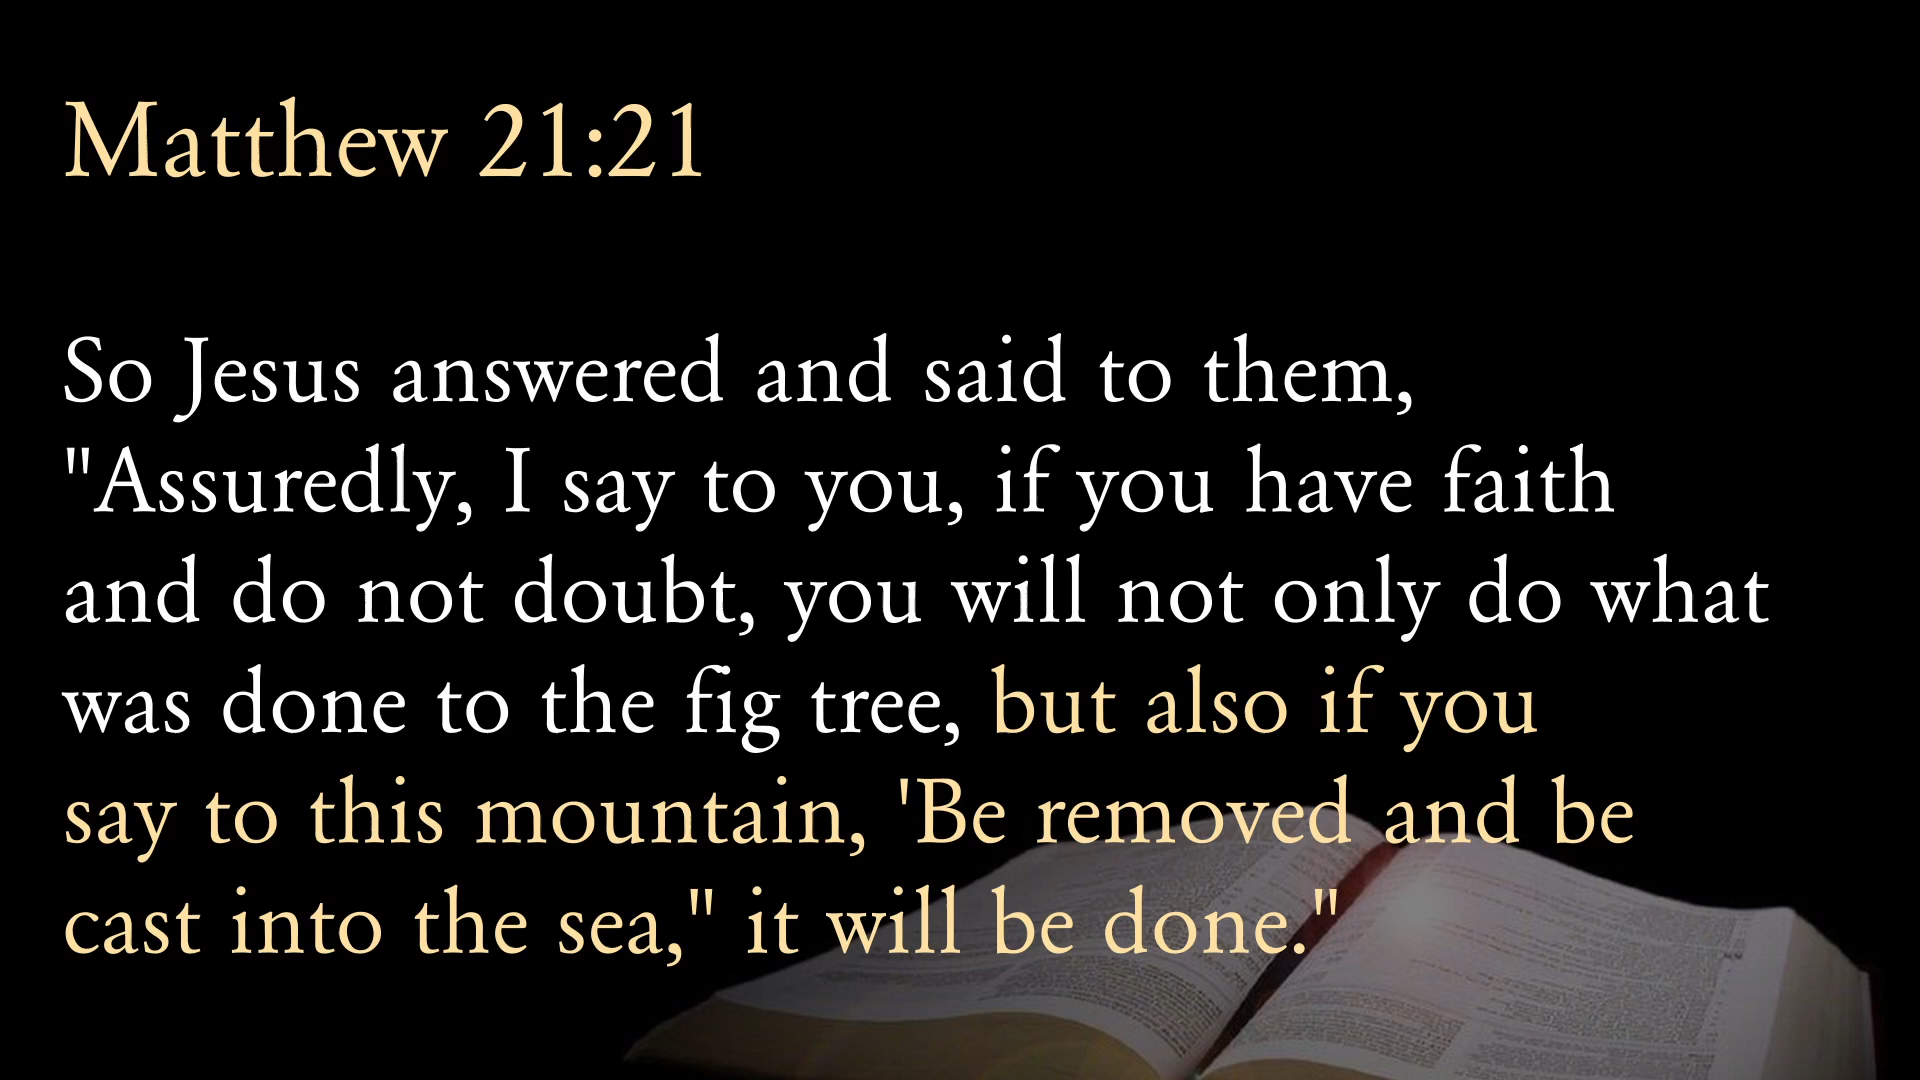 Matthew 21:21
So Jesus answered and said to them,
"Assuredly, I say to you, if you have faith
and do not doubt, you will not only do what
was done to the fig tree, but also if you
say to this mountain, 'Be removed and be
cast into the sea," it will be done."